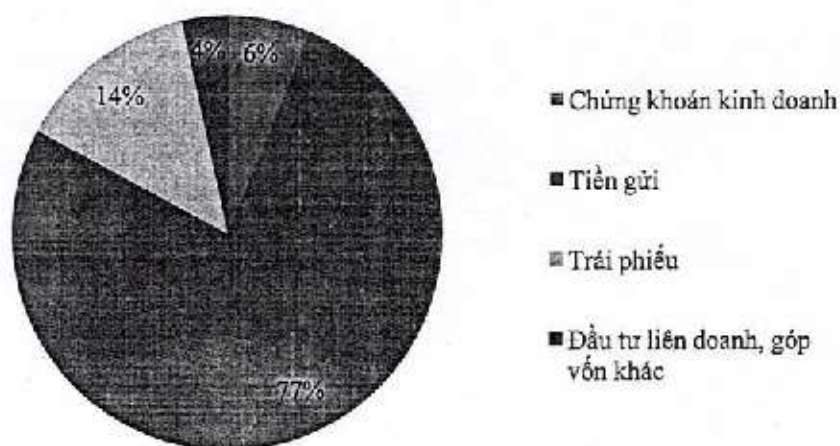 4%
6%
14%
77%
Chứng khoán kinh doanh
Tiền gửi
Trái phiếu
Đầu tư liên doanh, góp
vốn khác